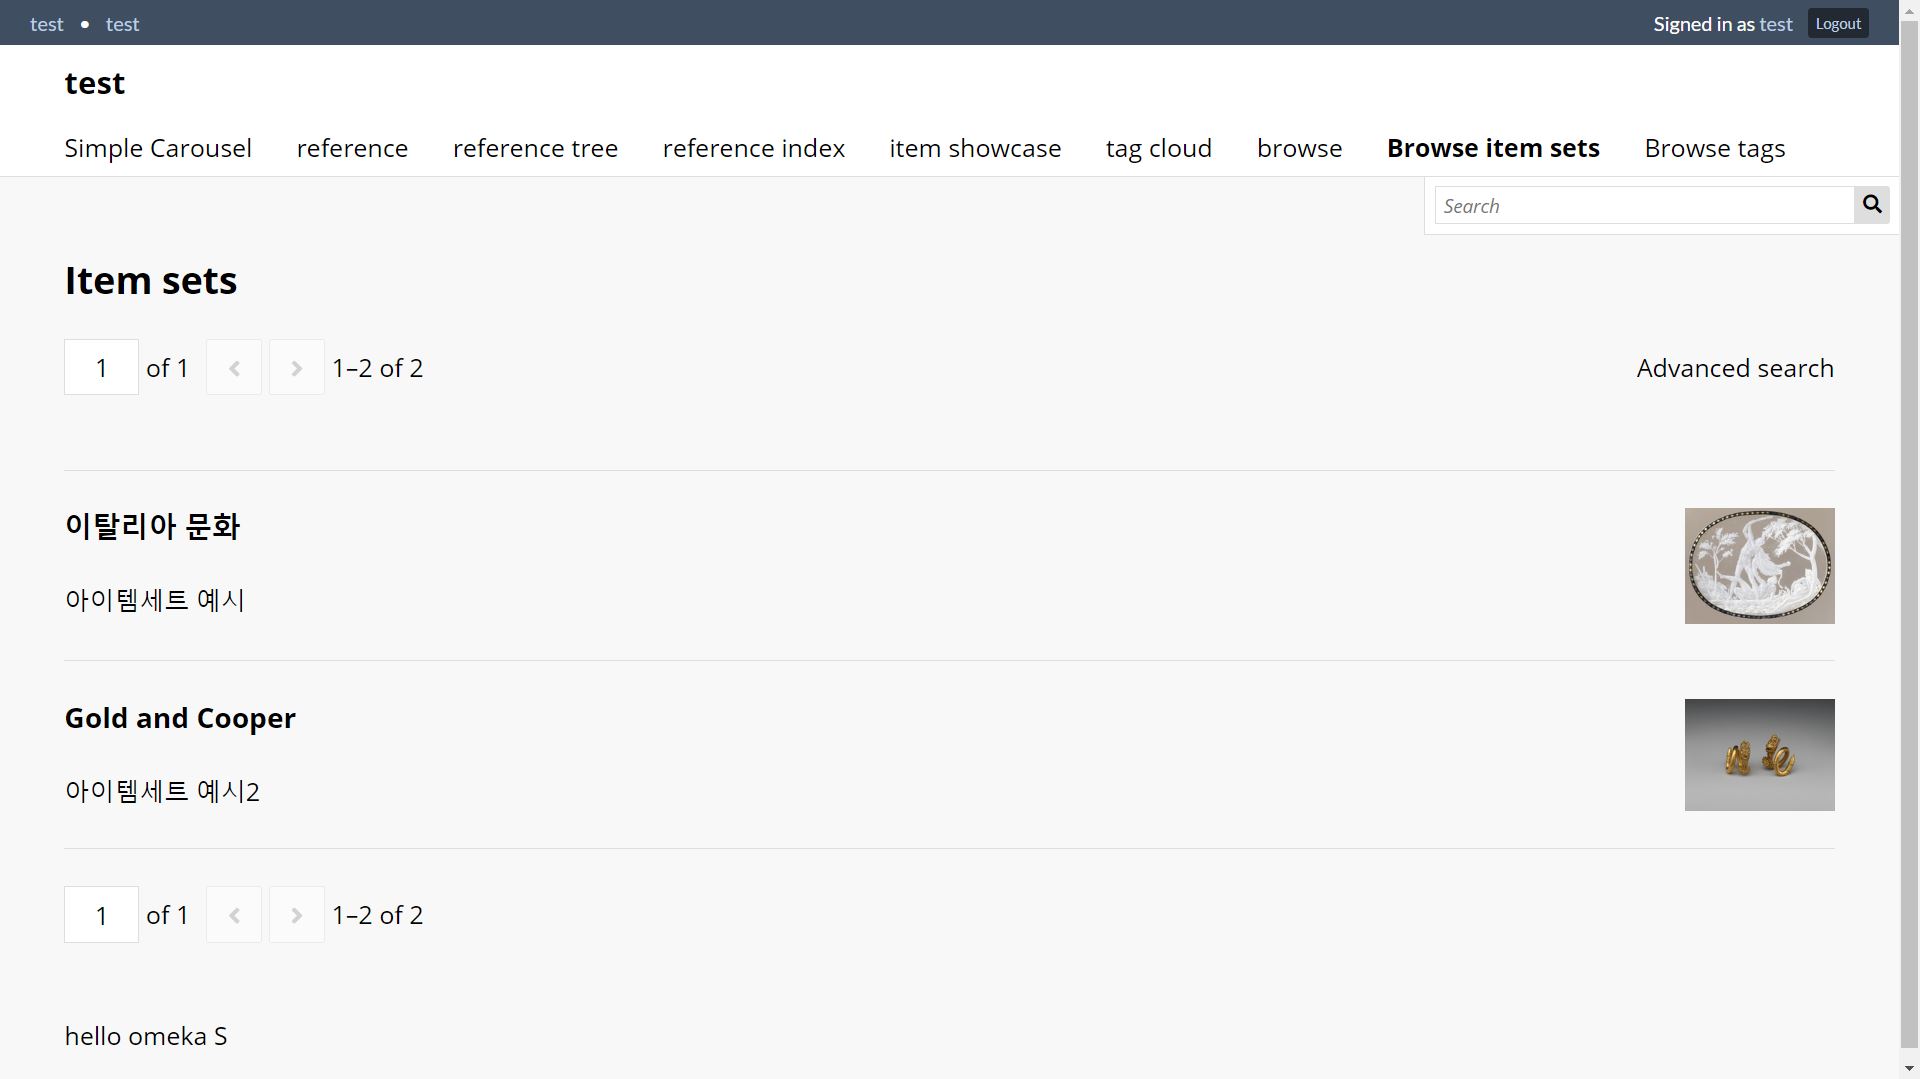 test • test
Signed in as test Logout
test
Simple Carousel reference reference tree reference index item showcase tag cloud browse Browse item sets Browse tags
Search
Item sets
1 of 1 1–2 of 2
Advanced search
이탈리아 문화
아이템세트 예시
Gold and Cooper
아이템세트 예시2
1 of 1 1–2 of 2
hello omeka S